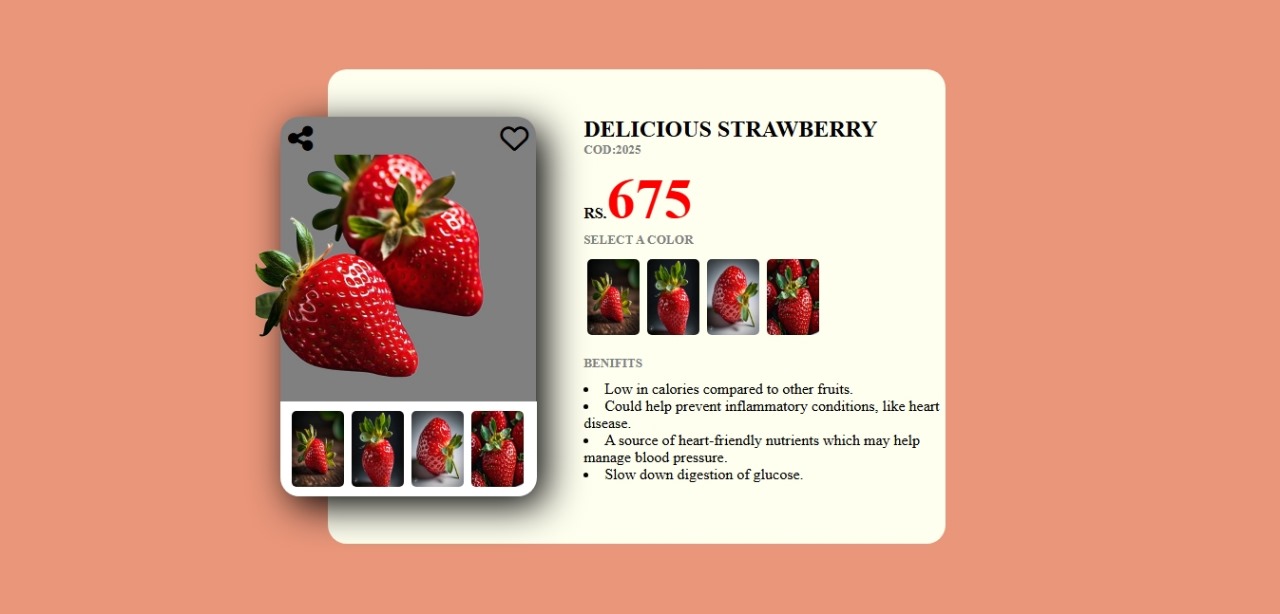 DELICIOUS STRAWBERRY
COD:2025
RS.675
SELECT A COLOR
BENIFITS
• Low in calories compared to other fruits.
• Could help prevent inflammatory conditions, like heart
disease.
• A source of heart-friendly nutrients which may help
manage blood pressure.
• Slow down digestion of glucose.